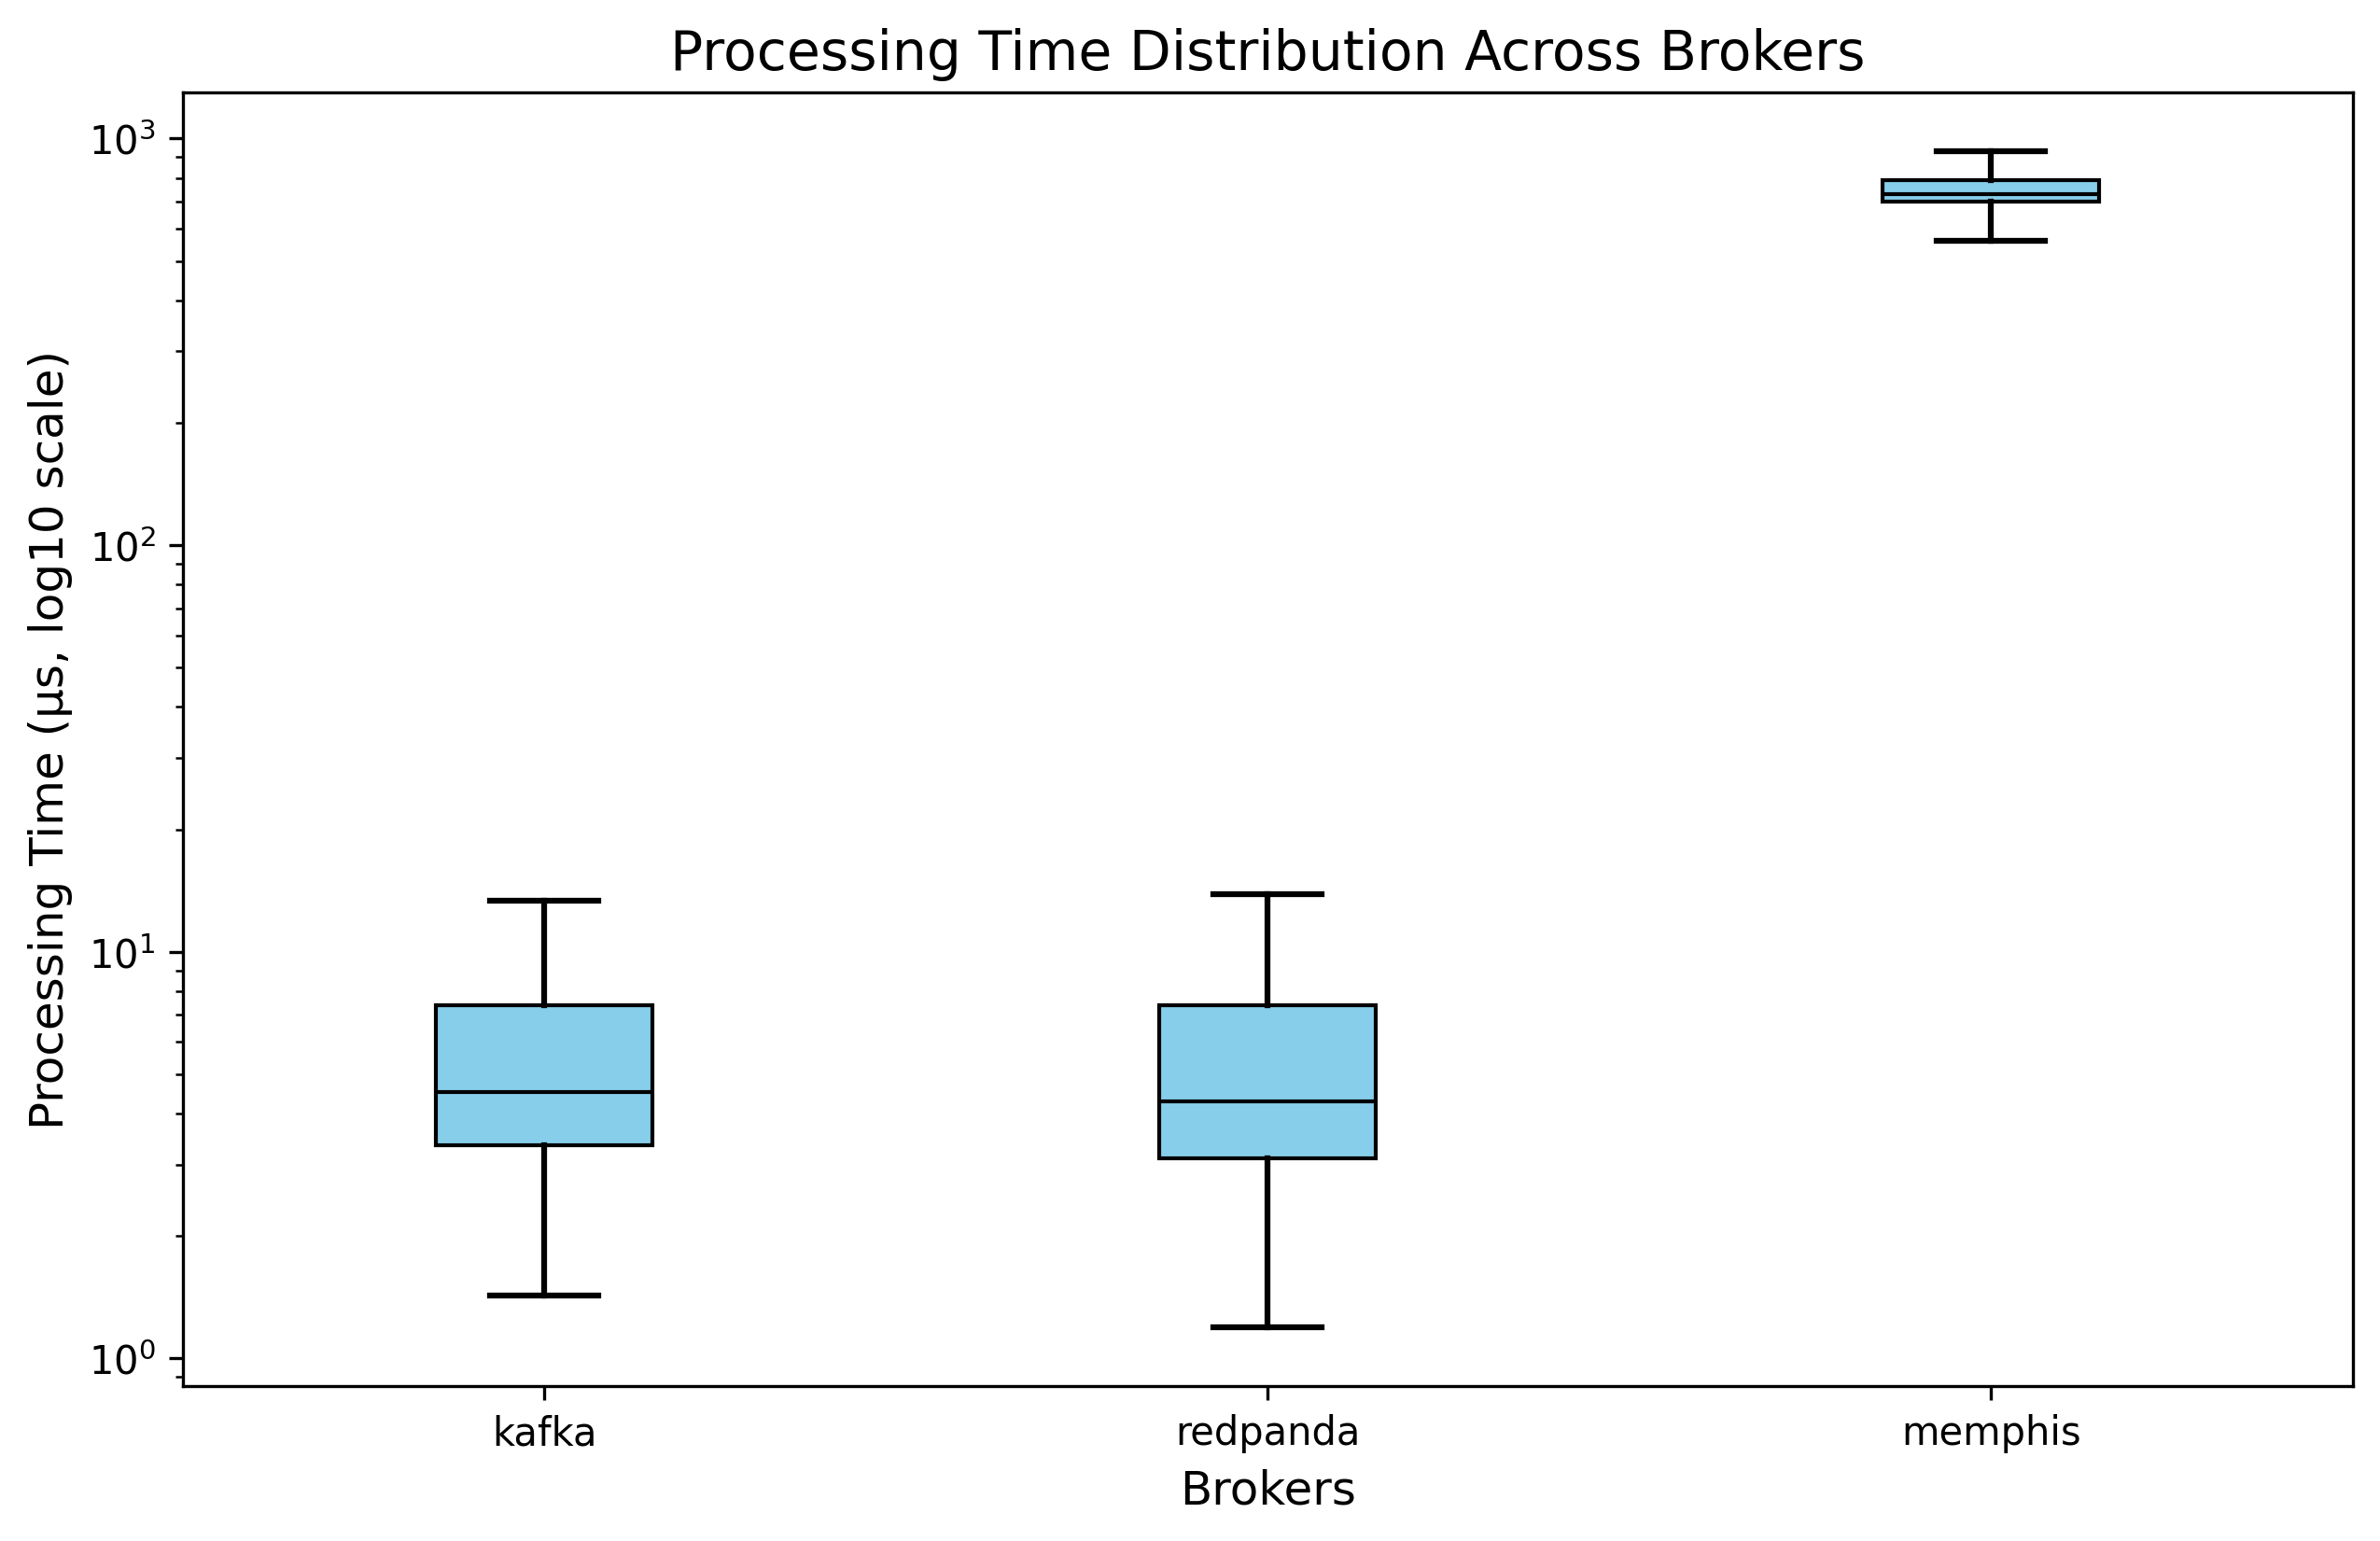 Processing Time Distribution Across Brokers
Processing Time (µs, log10 scale)
10³
10²
10¹
10⁰
kafka
redpanda
memphis
Brokers